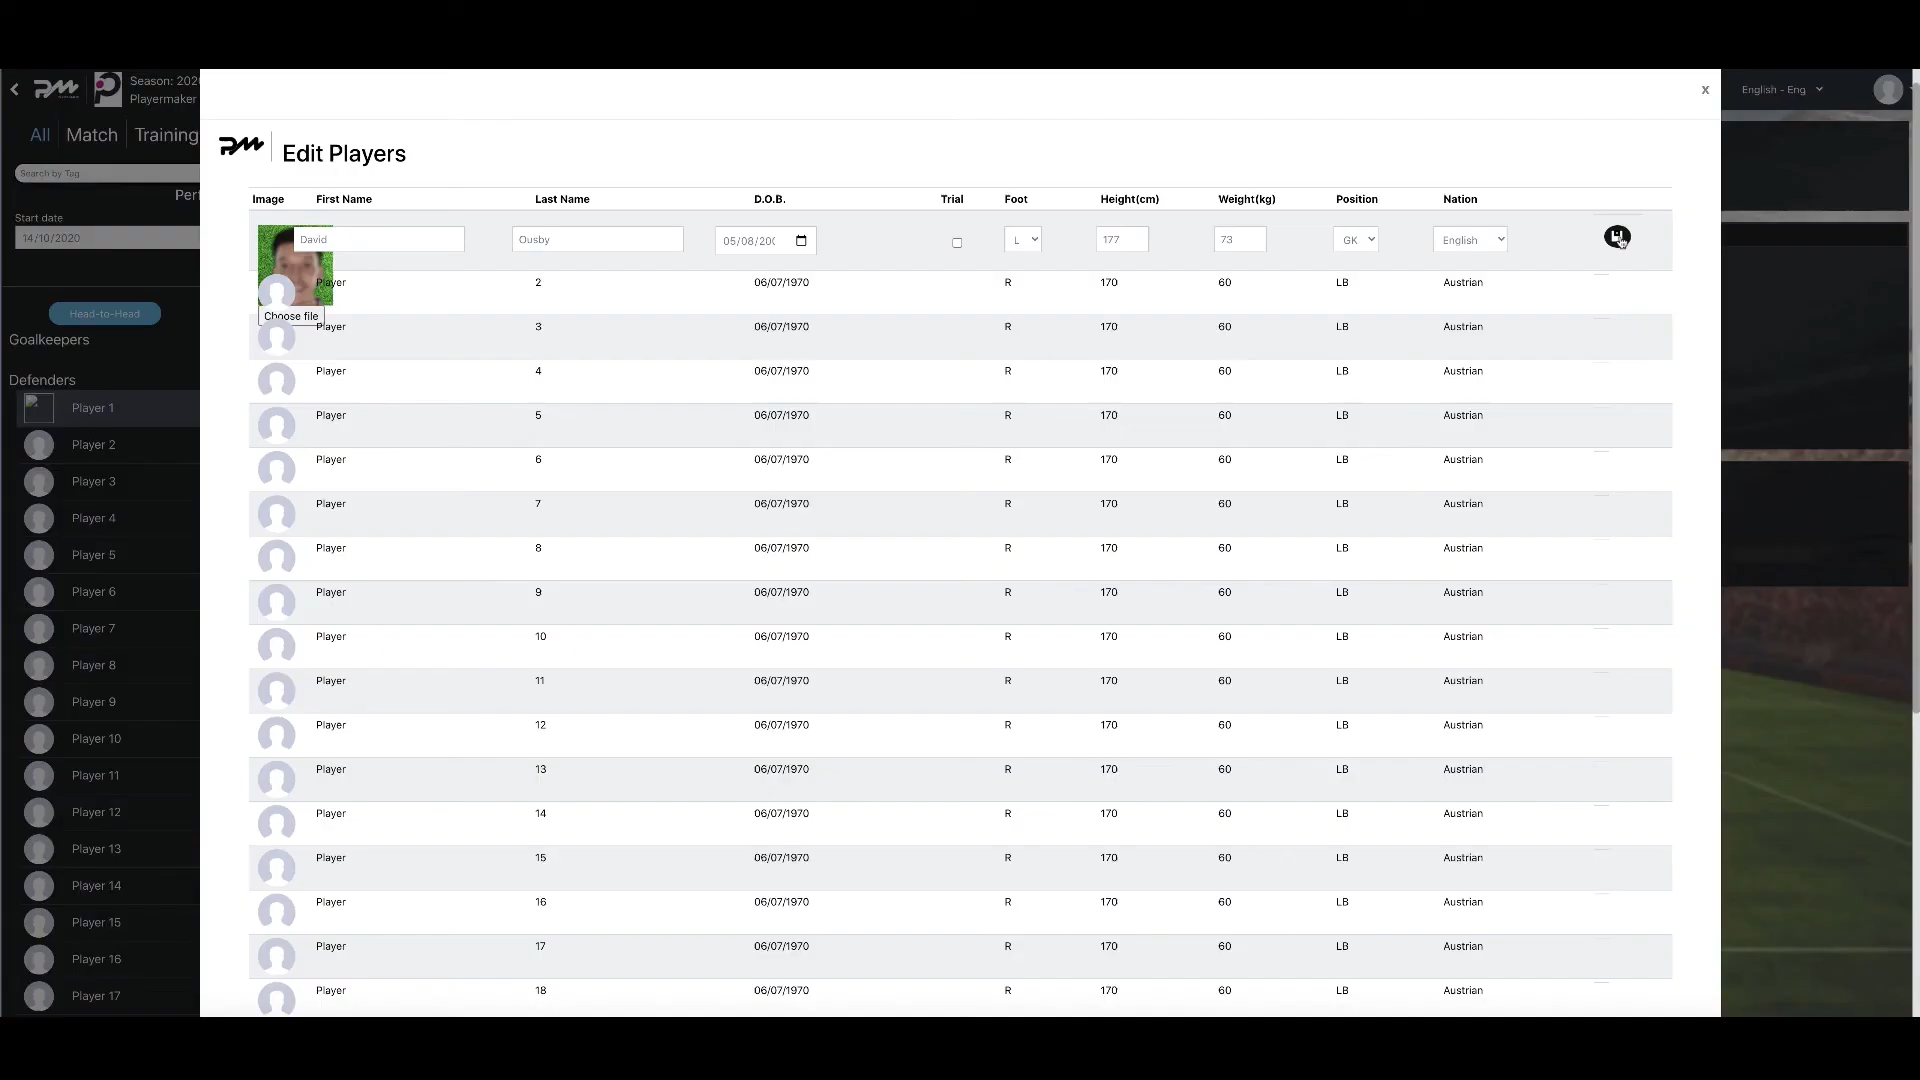 Season: 202
Playermaker
English - Eng
x
All Match Training
Search by Tag
Start date
14/10/2020
Head-to-Head
Goalkeepers
Defenders
Player 1
Player 2
Player 3
Player 4
Player 5
Player 6
Player 7
Player 8
Player 9
Player 10
Player 11
Player 12
Player 13
Player 14
Player 15
Player 16
Player 17
PM Edit Players
Image First Name Last Name D.O.B. Trial Foot Height(cm) Weight(kg) Position Nation
David Ousby 05/08/20 L 177 73 GK English
Choose file
Player 2 06/07/1970 R 170 60 LB Austrian
Player 3 06/07/1970 R 170 60 LB Austrian
Player 4 06/07/1970 R 170 60 LB Austrian
Player 5 06/07/1970 R 170 60 LB Austrian
Player 6 06/07/1970 R 170 60 LB Austrian
Player 7 06/07/1970 R 170 60 LB Austrian
Player 8 06/07/1970 R 170 60 LB Austrian
Player 9 06/07/1970 R 170 60 LB Austrian
Player 10 06/07/1970 R 170 60 LB Austrian
Player 11 06/07/1970 R 170 60 LB Austrian
Player 12 06/07/1970 R 170 60 LB Austrian
Player 13 06/07/1970 R 170 60 LB Austrian
Player 14 06/07/1970 R 170 60 LB Austrian
Player 15 06/07/1970 R 170 60 LB Austrian
Player 16 06/07/1970 R 170 60 LB Austrian
Player 17 06/07/1970 R 170 60 LB Austrian
Player 18 06/07/1970 R 170 60 LB Austrian